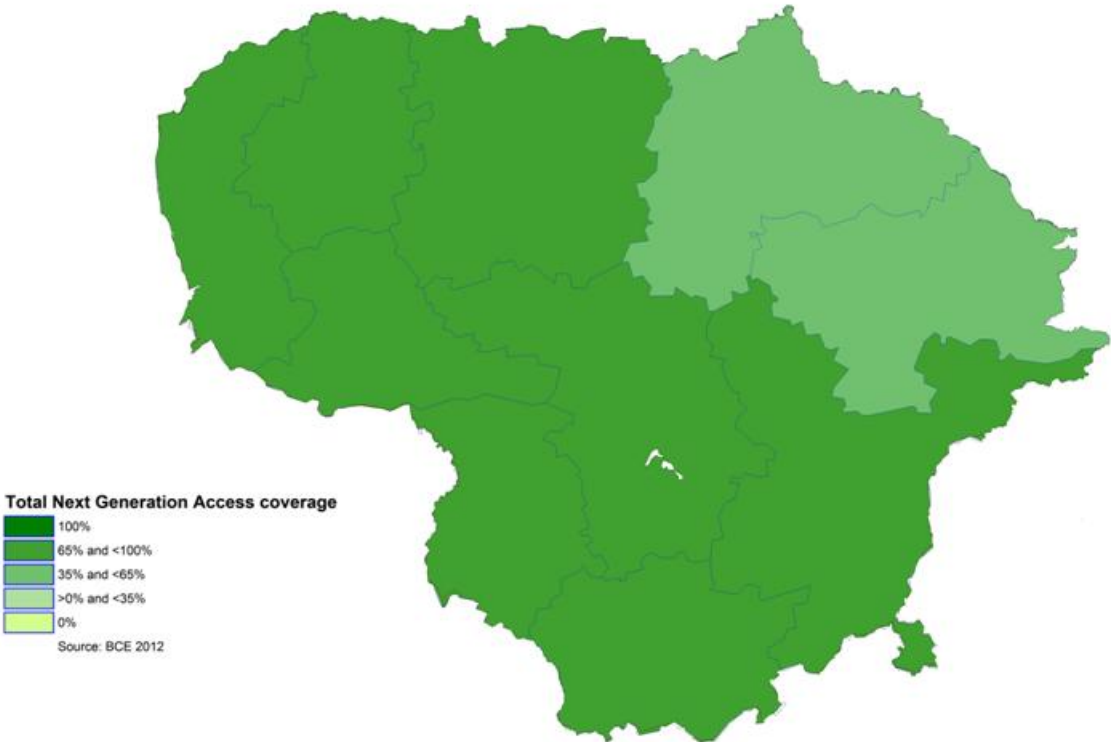 Total Next Generation Access coverage
100%
65% and <100%
35% and <65%
>0% and <35%
0%
Source: BCE 2012